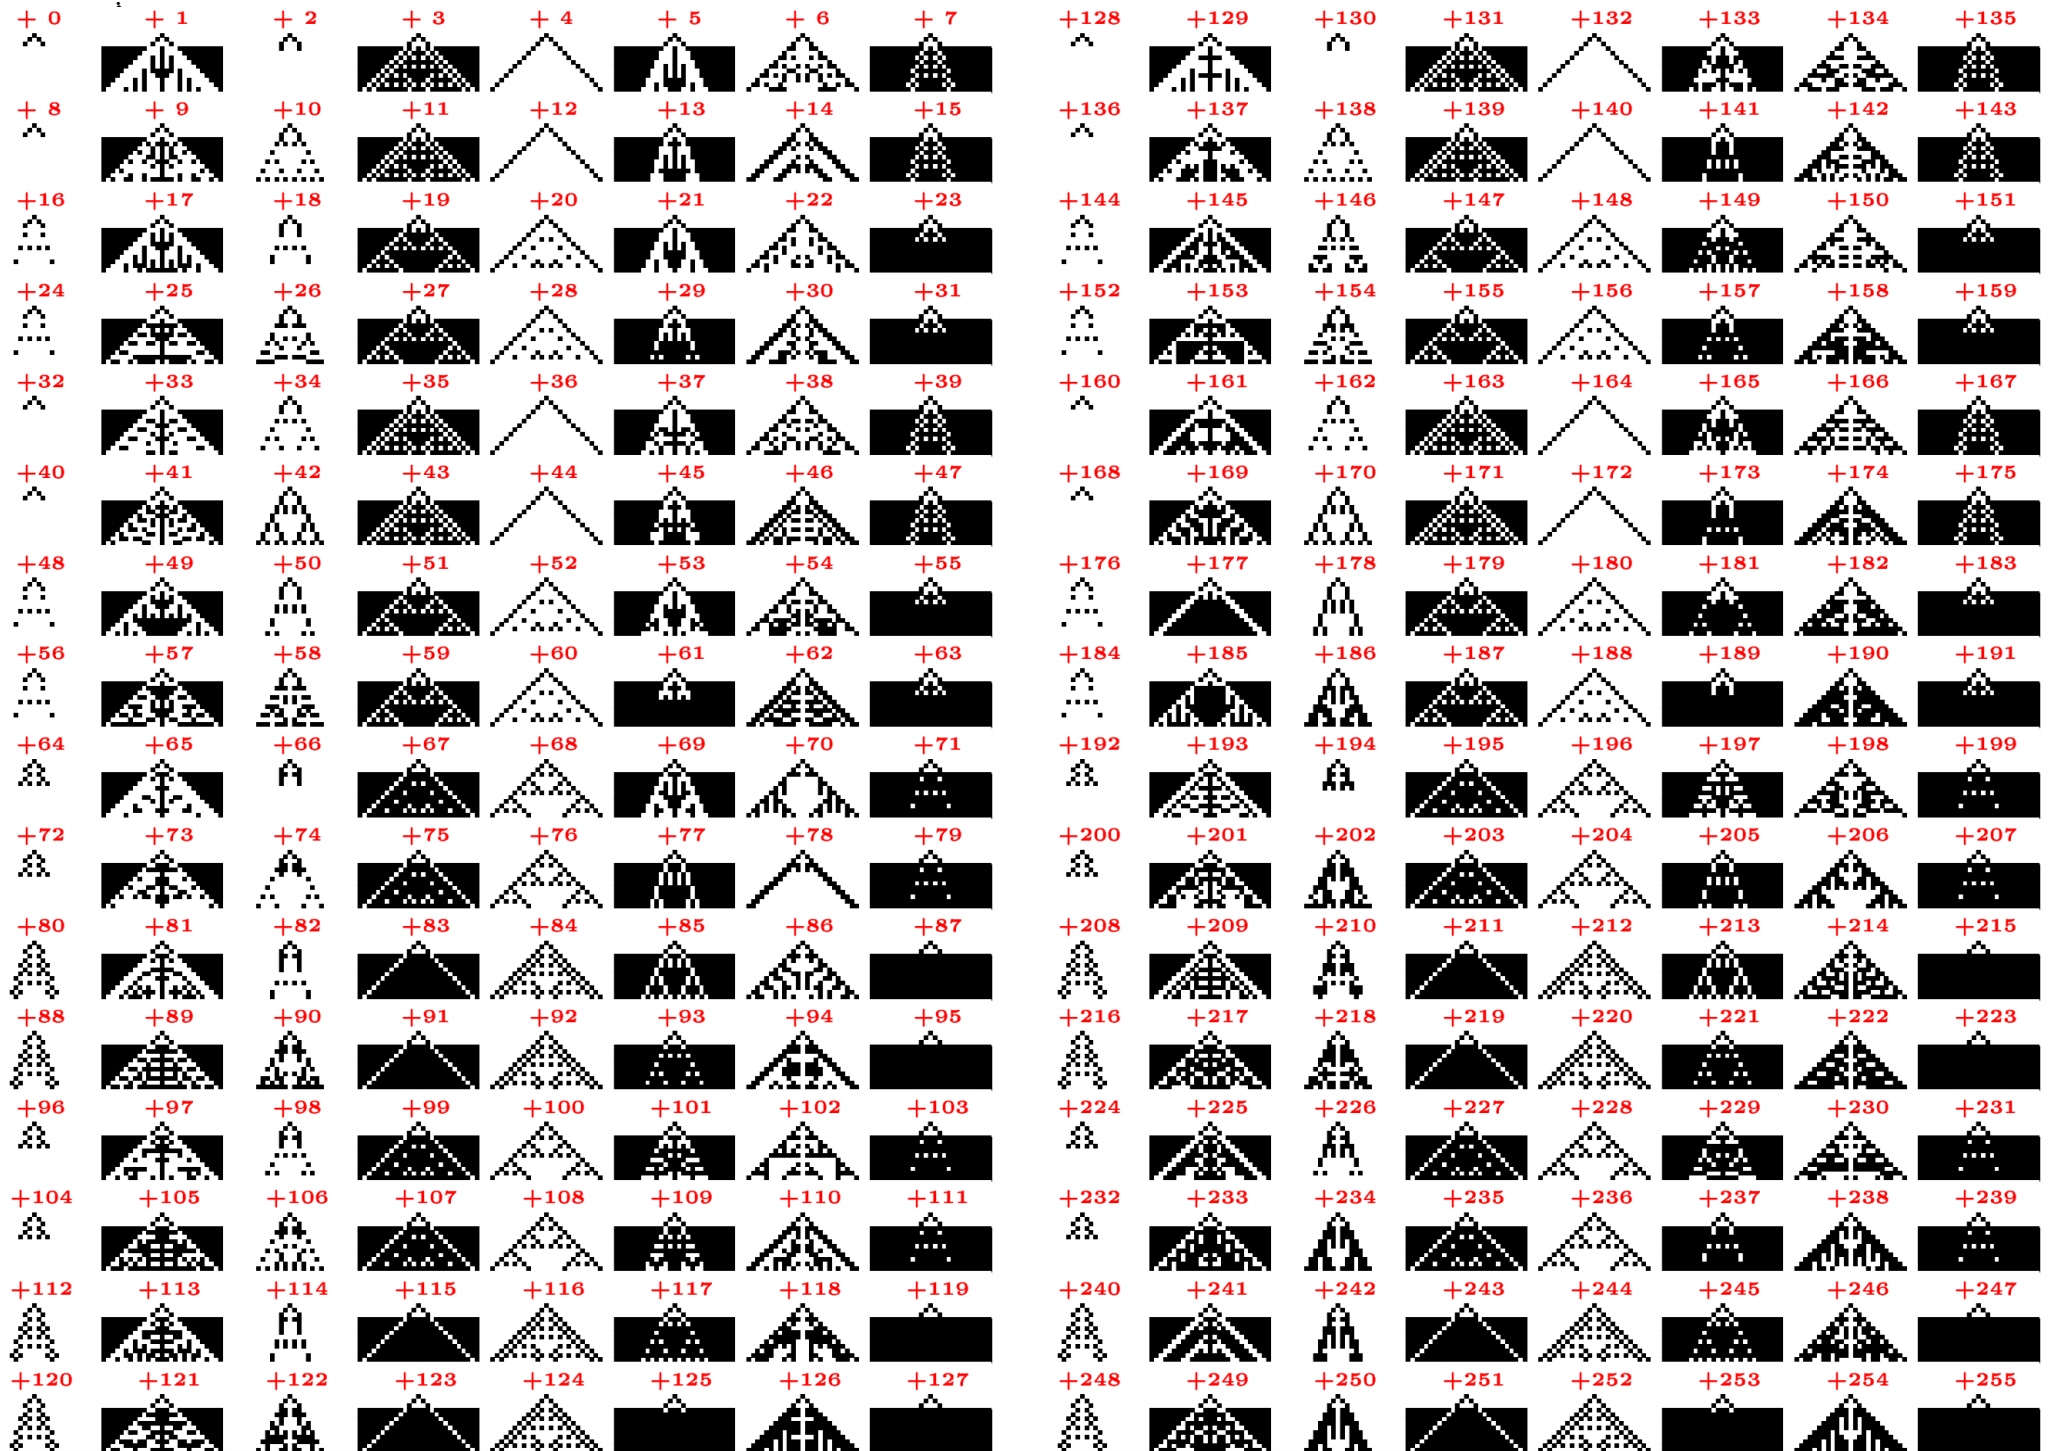 + 0 + 1 + 2 + 3 + 4 + 5 + 6 + 7 +128 +129 +130 +131 +132 +133 +134 +135
+ 8 + 9 +10 +11 +12 +13 +14 +15 +136 +137 +138 +139 +140 +141 +142 +143
+16 +17 +18 +19 +20 +21 +22 +23 +144 +145 +146 +147 +148 +149 +150 +151
+24 +25 +26 +27 +28 +29 +30 +31 +152 +153 +154 +155 +156 +157 +158 +159
+32 +33 +34 +35 +36 +37 +38 +39 +160 +161 +162 +163 +164 +165 +166 +167
+40 +41 +42 +43 +44 +45 +46 +47 +168 +169 +170 +171 +172 +173 +174 +175
+48 +49 +50 +51 +52 +53 +54 +55 +176 +177 +178 +179 +180 +181 +182 +183
+56 +57 +58 +59 +60 +61 +62 +63 +184 +185 +186 +187 +188 +189 +190 +191
+64 +65 +66 +67 +68 +69 +70 +71 +192 +193 +194 +195 +196 +197 +198 +199
+72 +73 +74 +75 +76 +77 +78 +79 +200 +201 +202 +203 +204 +205 +206 +207
+80 +81 +82 +83 +84 +85 +86 +87 +208 +209 +210 +211 +212 +213 +214 +215
+88 +89 +90 +91 +92 +93 +94 +95 +216 +217 +218 +219 +220 +221 +222 +223
+96 +97 +98 +99 +100 +101 +102 +103 +224 +225 +226 +227 +228 +229 +230 +231
+104 +105 +106 +107 +108 +109 +110 +111 +232 +233 +234 +235 +236 +237 +238 +239
+112 +113 +114 +115 +116 +117 +118 +119 +240 +241 +242 +243 +244 +245 +246 +247
+120 +121 +122 +123 +124 +125 +126 +127 +248 +249 +250 +251 +252 +253 +254 +255